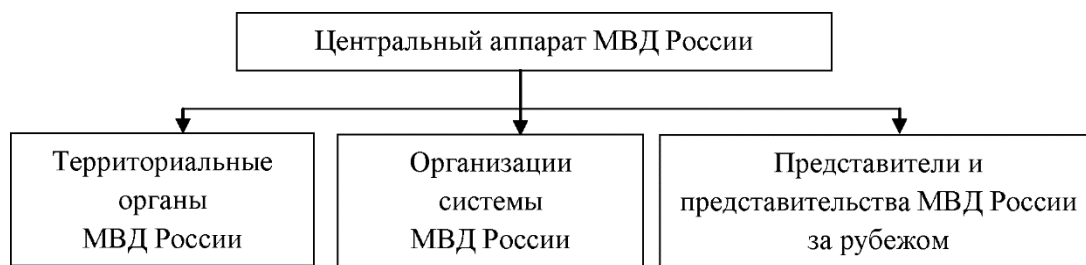 Центральный аппарат МВД России
Территориальные
органы
МВД России
Организации
системы
МВД России
Представители и
представительства МВД России
за рубежом